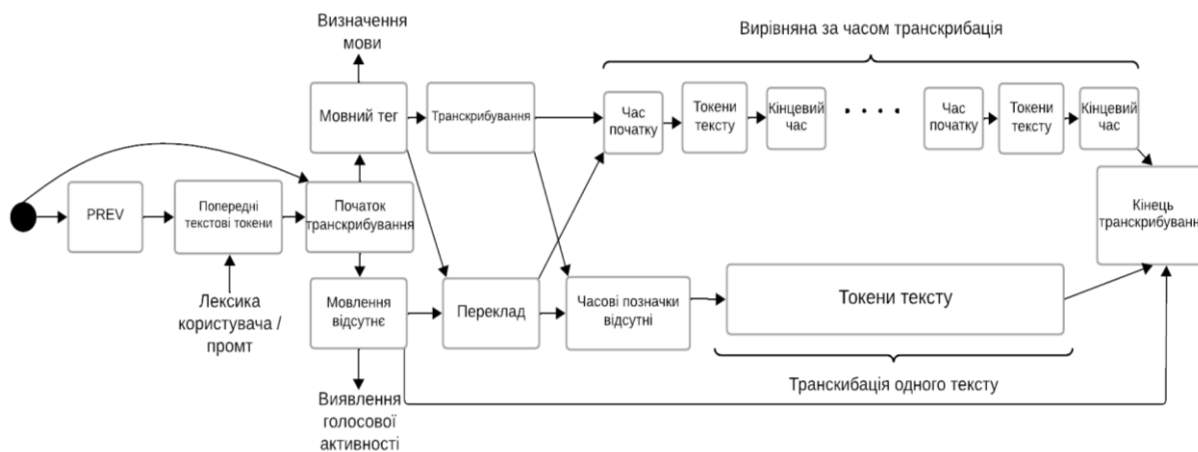 Визначення
мови
Вирівняна за часом транскрибація
Мовний тег
Транскрибування
Час
початку
Токени
тексту
Кінцевий
час
Час
початку
Токени
тексту
Кінцевий
час
PREV
Попередні
текстові токени
Початок
транскрибування
Кінець
транскрибуванн
Лексика
користувача /
промт
Мовлення
відсутнє
Переклад
Часові позначки
відсутні
Токени тексту
Транскибація одного тексту
Виявлення
голосової
активності